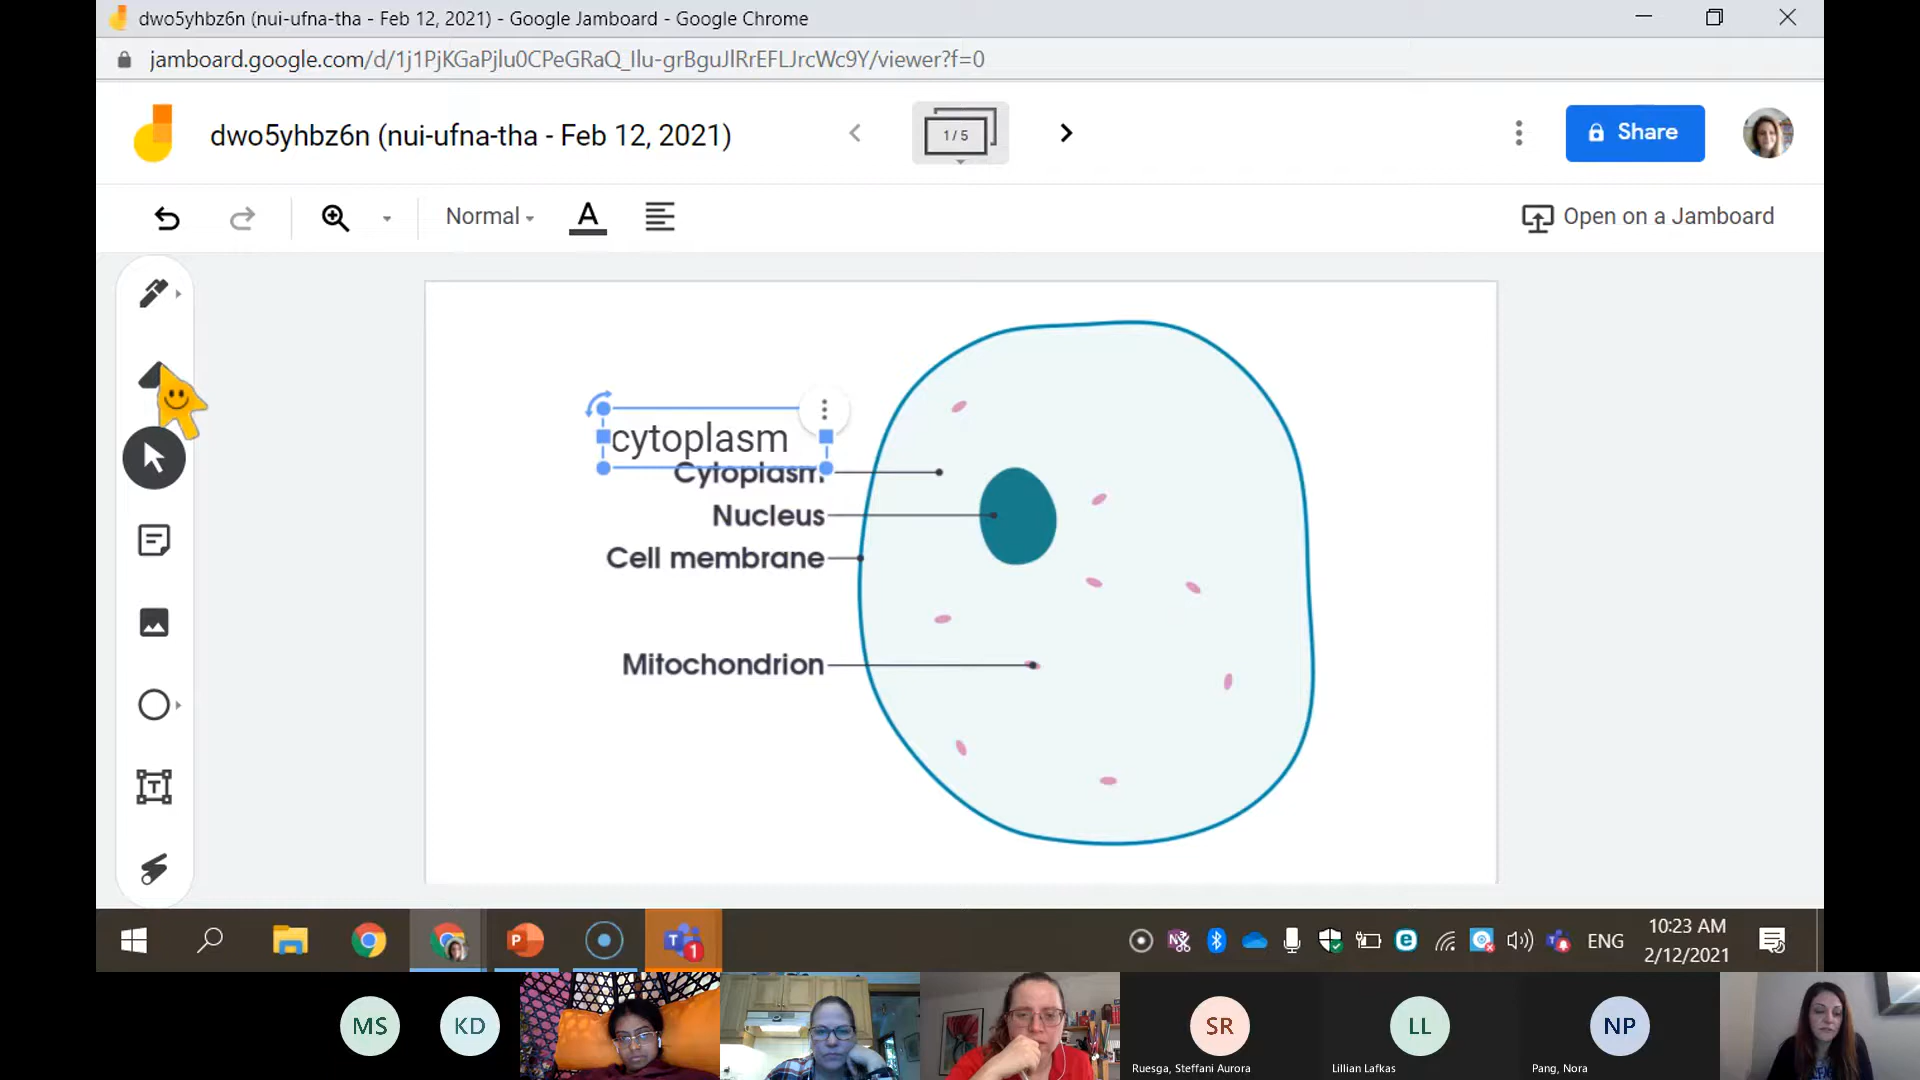 dwo5yhbz6n (nui-ufna-tha - Feb 12, 2021) - Google Jamboard - Google Chrome
jamboard.google.com/d/1j1PjKGaPjlu0CPeGRaQ_Ilu-grBguJlRrEFLJrcWc9Y/viewer?f=0
dwo5yhbz6n (nui-ufna-tha - Feb 12, 2021)
1 / 5
Share
Normal
A
Open on a Jamboard
cytoplasm
Cytoplasm
Nucleus
Cell membrane
Mitochondrion
T
P
T
1
N
e
ENG
10:23 AM
2/12/2021
MS
KD
SR
LL
NP
Ruesga, Steffani Aurora
Lillian Lafkas
Pang, Nora